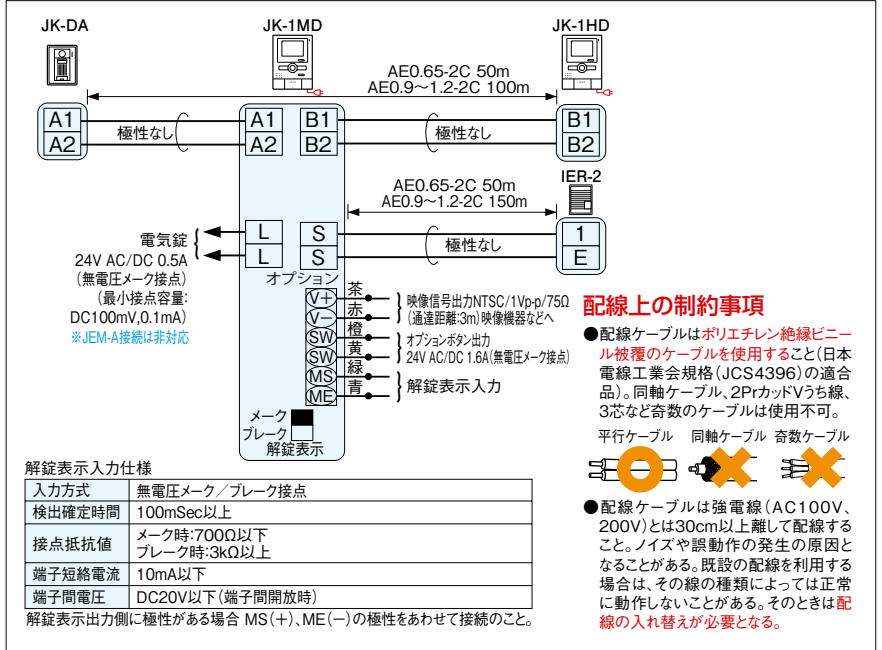 JK-DA
JK-1MD
JK-1HD
AE0.65-2C 50m
AE0.9～1.2-2C 100m
A1
A2
極性なし
A1
A2
B1
B2
極性なし
B1
B2
IER-2
AE0.65-2C 50m
AE0.9～1.2-2C 150m
電気錠
24V AC/DC 0.5A
(無電圧メーク接点)
(最小接点容量:
DC100mV,0.1mA)
※JEM-A接続は非対応
L
L
S
S
極性なし
1
E
オプション
V+ 茶
V− 赤
映像信号出力NTSC/1Vp-p/75Ω
(通達距離:3m)映像機器などへ
SW 橙
SW 黄
オプションボタン出力
24V AC/DC 1.6A(無電圧メーク接点)
MS 緑
ME 青
解錠表示入力
メーク
ブレーク
解錠表示
解錠表示入力仕様
入力方式 無電圧メーク／ブレーク接点
検出確定時間 100mSec以上
接点抵抗値 メーク時:700Ω以下
ブレーク時:3kΩ以上
端子短絡電流 10mA以下
端子間電圧 DC20V以下(端子間開放時)
解錠表示出力側に極性がある場合 MS(+)、ME(−)の極性をあわせて接続のこと。
配線上の制約事項
●配線ケーブルはポリエチレン絶縁ビニー
ル被覆のケーブルを使用すること(日本
電線工業会規格(JCS4396)の適合
品)。同軸ケーブル、2PrカッドVうち線、
3芯など奇数のケーブルは使用不可。
平行ケーブル 同軸ケーブル 奇数ケーブル
●配線ケーブルは強電線(AC100V、
200V)とは30cm以上離して配線する
こと。ノイズや誤動作の発生の原因と
なることがある。既設の配線を利用する
場合は、その線の種類によっては正常
に動作しないことがある。そのときは配
線の入れ替えが必要となる。